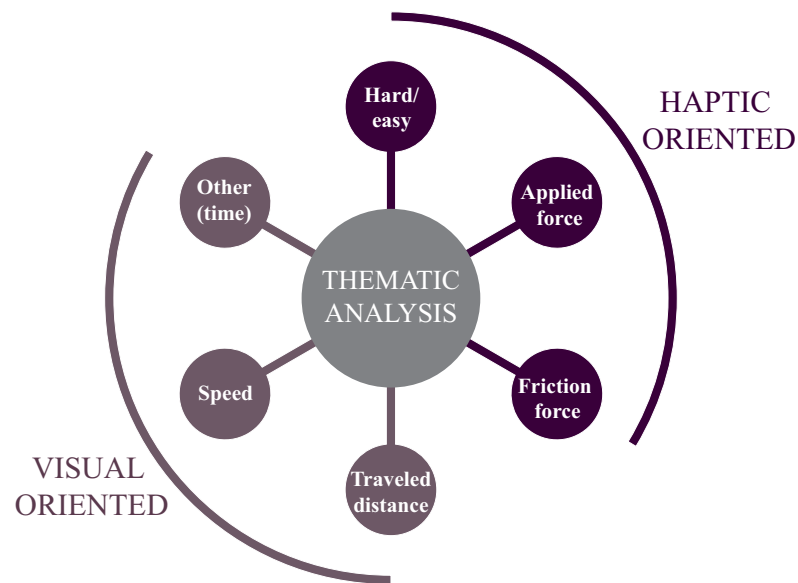 Hard/
easy
HAPTIC
ORIENTED
Other
(time)
Applied
force
THEMATIC
ANALYSIS
Speed
Friction
force
VISUAL
ORIENTED
Traveled
distance